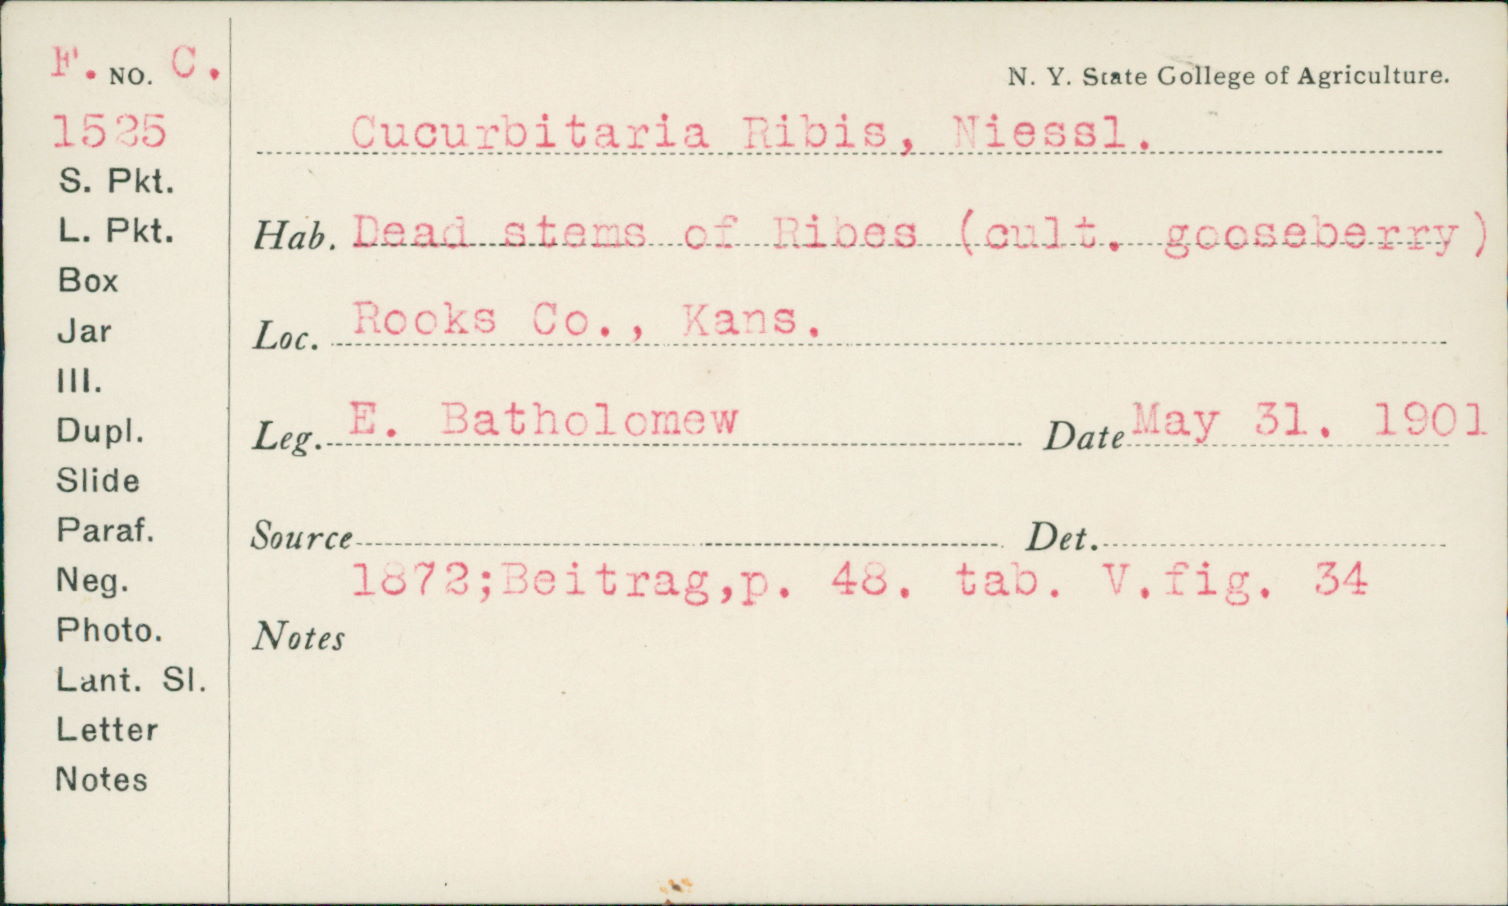 F. NO. C.
N. Y. State College of Agriculture.
1525
Cucurbitaria Ribis, Niessl.
S. Pkt.
L. Pkt.
Hab. Dead stems of Ribes (cult. gooseberry)
Box
Jar
Loc. Rooks Co., Kans.
Ill.
Dupl.
Leg. E. Batholomew Date May 31. 1901
Slide
Paraf.
Source Det.
Neg.
1872;Beitrag,p. 48. tab. V.fig. 34
Photo.
Notes
Lant. Sl.
Letter
Notes